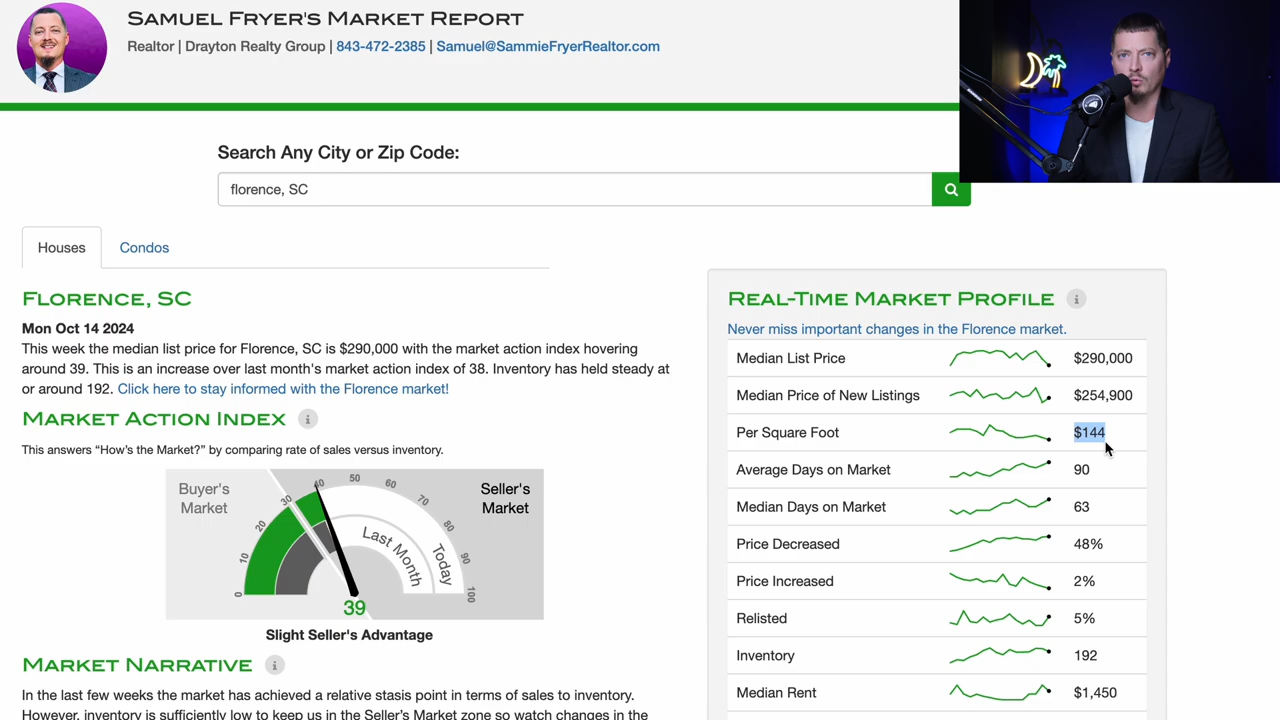 SAMUEL FRYER'S MARKET REPORT
Realtor | Drayton Realty Group | 843-472-2385 | Samuel@SammieFryerRealtor.com
Search Any City or Zip Code:
florence, SC
Houses
Condos
FLORENCE, SC
Mon Oct 14 2024
This week the median list price for Florence, SC is $290,000 with the market action index hovering
around 39. This is an increase over last month's market action index of 38. Inventory has held steady at
or around 192. Click here to stay informed with the Florence market!
MARKET ACTION INDEX
This answers “How's the Market?” by comparing rate of sales versus inventory.
Buyer's
Market
Seller's
Market
0
10
20
30
40
50
60
70
80
90
100
Last Month
Today
39
Slight Seller's Advantage
MARKET NARRATIVE
In the last few weeks the market has achieved a relative stasis point in terms of sales to inventory.
However, inventory is sufficiently low to keep us in the Seller's Market zone so watch changes in the
REAL-TIME MARKET PROFILE
Never miss important changes in the Florence market.
Median List Price $290,000
Median Price of New Listings $254,900
Per Square Foot $144
Average Days on Market 90
Median Days on Market 63
Price Decreased 48%
Price Increased 2%
Relisted 5%
Inventory 192
Median Rent $1,450